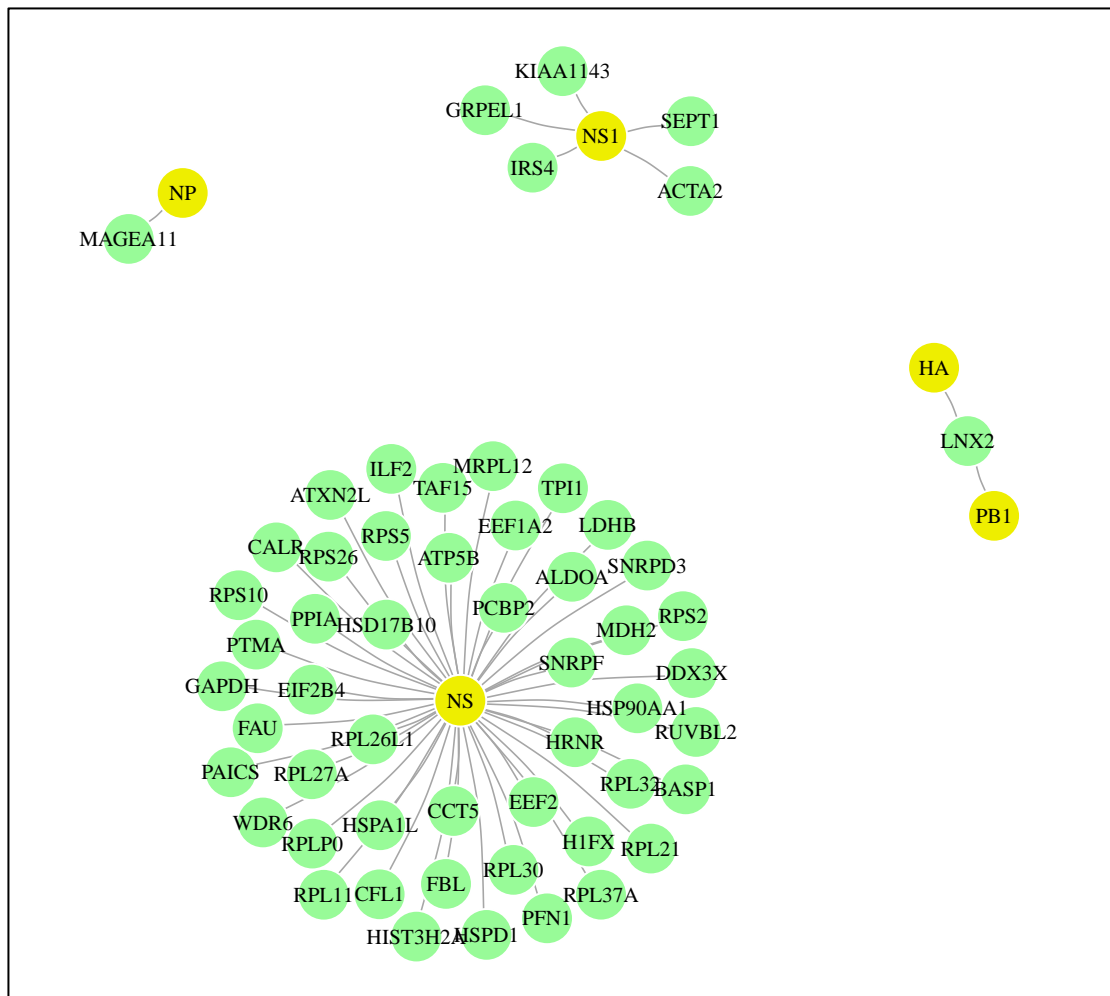 KIAA1143
GRPEL1
SEPT1
NS1
IRS4
ACTA2
NP
MAGEA11
HA
LNX2
PB1
ILF2
MRPL12
TAF15
TPI1
ATXN2L
EEF1A2
LDHB
RPS5
CALR
RPS26
ATP5B
SNRPD3
ALDOA
RPS10
PPIA
HSD17B10
PCBP2
RPS2
MDH2
PTMA
SNRPF
DDX3X
GAPDH
EIF2B4
NS
HSP90AA1
FAU
RUVBL2
RPL26L1
HRNR
PAICS
RPL27A
RPL32
BASP1
WDR6
HSPA1L
CCT5
EEF2
RPLP0
H1FX
RPL21
RPL11
CFL1
FBL
RPL30
RPL37A
PFN1
HIST3H2A
HSPD1